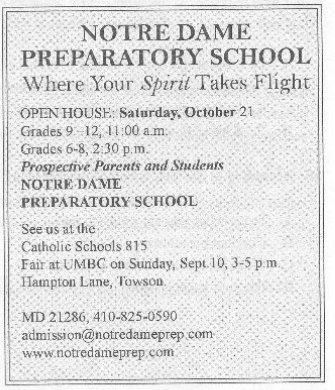 NOTRE DAME
PREPARATORY SCHOOL
Where Your Spirit Takes Flight
OPEN HOUSE: Saturday, October 21
Grades 9 -12, 11:00 a.m.
Grades 6-8, 2:30 p.m.
Prospective Parents and Students
NOTRE DAME
PREPARATORY SCHOOL
See us at the
Catholic Schools 815
Fair at UMBC on Sunday, Sept.10, 3-5 p.m
Hampton Lane, Towson.
MD 21286, 410-825-0590
admission@notredameprep.com
www.notredameprep.com